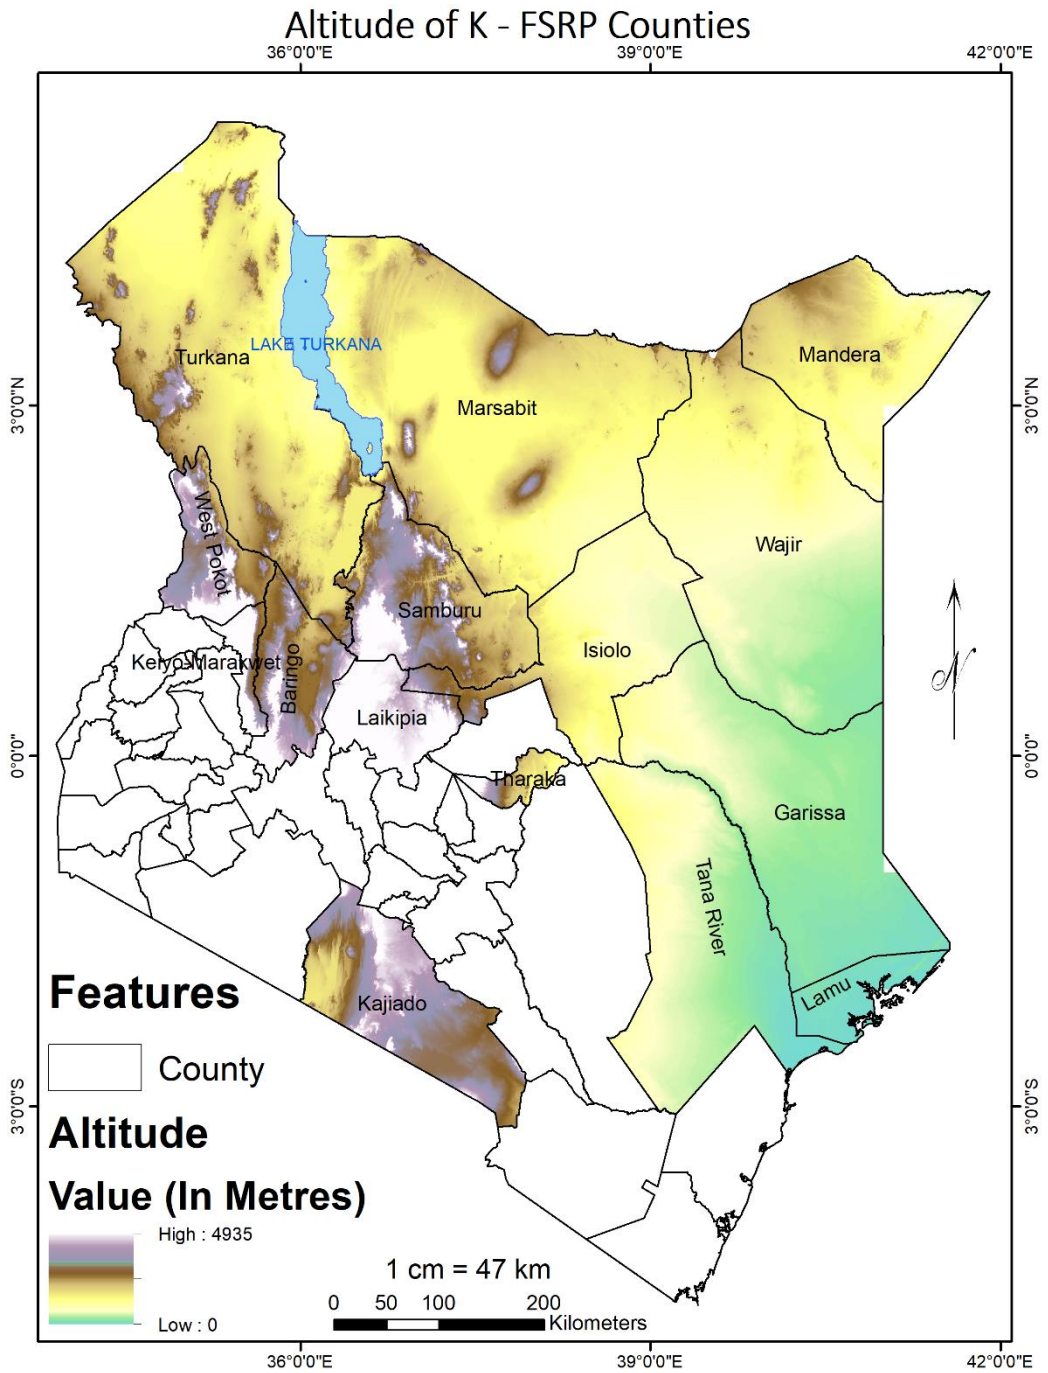 Altitude of K - FSRP Counties
36°0'0"E
39°0'0"E
42°0'0"E
3°0'0"N
3°0'0"N
0°0'0"
0°0'0"
3°0'0"S
3°0'0"S
Turkana
LAKE TURKANA
Marsabit
Mandera
West Pokot
Wajir
Samburu
Isiolo
Keiyo-Marakwet
Baringo
Laikipia
Tharaka
Garissa
Tana River
Lamu
Kajiado
N
Features
County
Altitude
Value (In Metres)
High : 4935
Low : 0
1 cm = 47 km
0 50 100 200
Kilometers
36°0'0"E
39°0'0"E
42°0'0"E